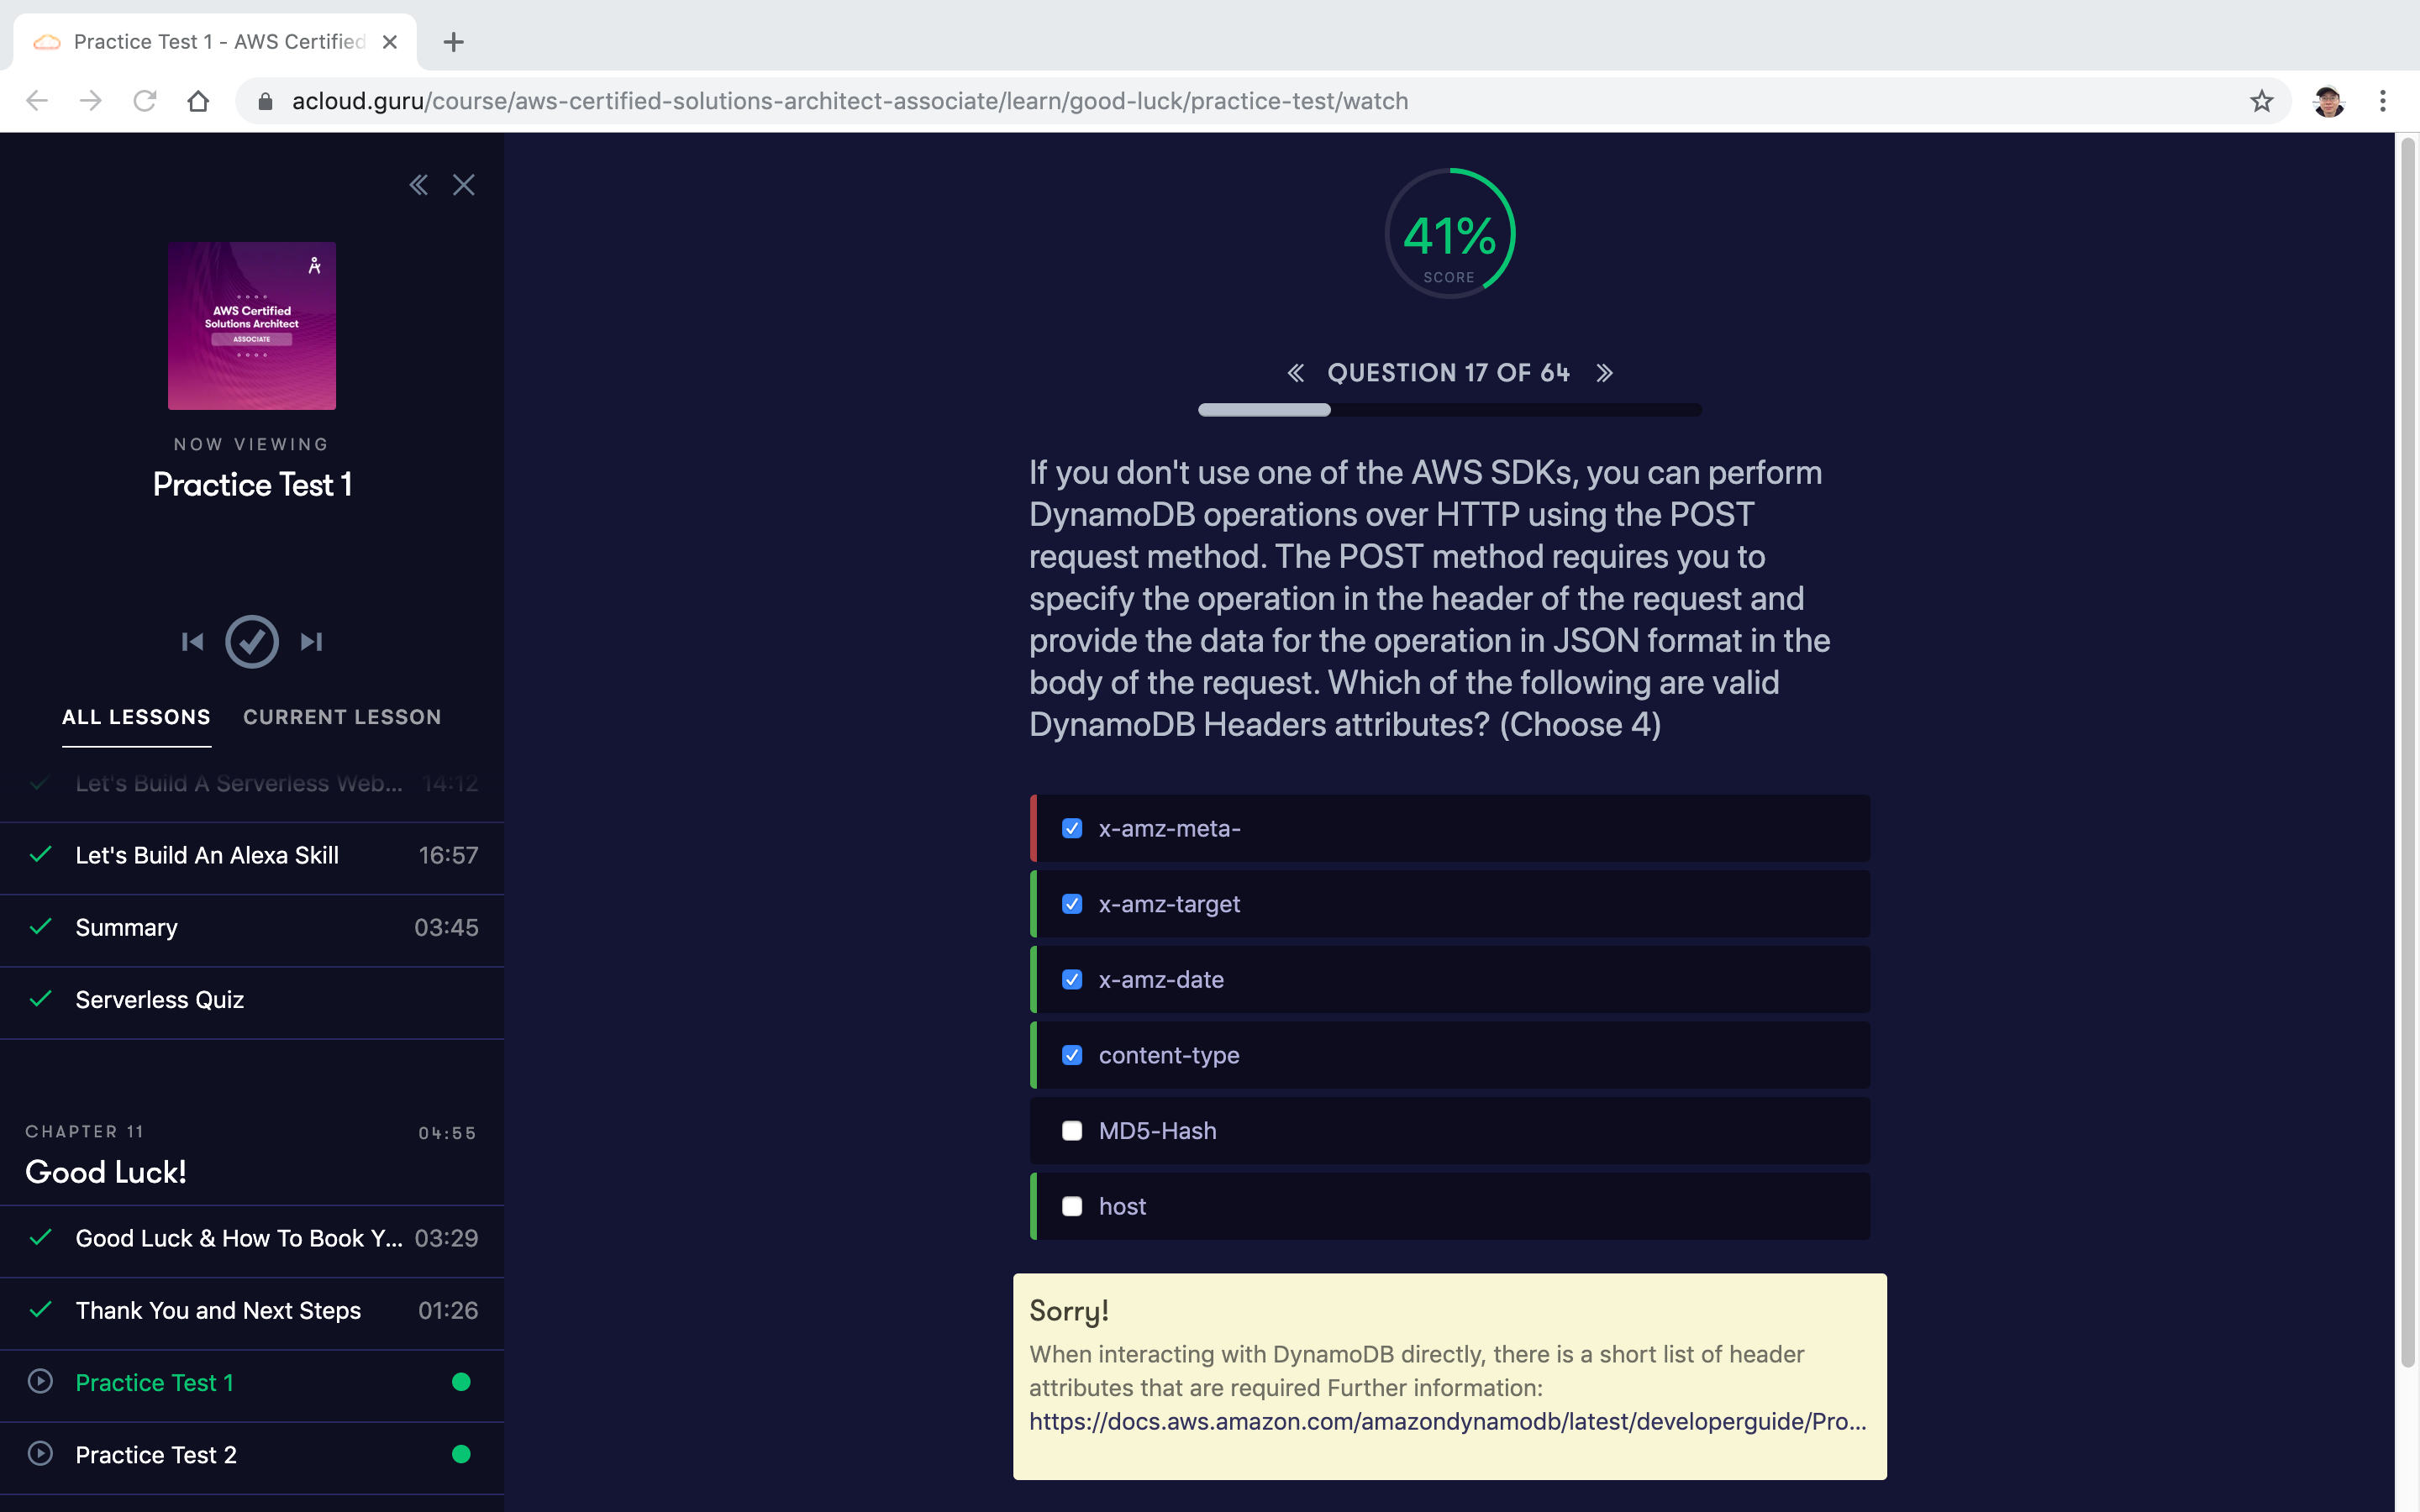 Practice Test 1 - AWS Certified
acloud.guru/course/aws-certified-solutions-architect-associate/learn/good-luck/practice-test/watch
AWS Certified
Solutions Architect
ASSOCIATE
NOW VIEWING
Practice Test 1
ALL LESSONS
CURRENT LESSON
Let's Build A Serverless Web... 14:12
Let's Build An Alexa Skill 16:57
Summary 03:45
Serverless Quiz
CHAPTER 11 04:55
Good Luck!
Good Luck & How To Book Y... 03:29
Thank You and Next Steps 01:26
Practice Test 1
Practice Test 2
41%
SCORE
QUESTION 17 OF 64
If you don't use one of the AWS SDKs, you can perform
DynamoDB operations over HTTP using the POST
request method. The POST method requires you to
specify the operation in the header of the request and
provide the data for the operation in JSON format in the
body of the request. Which of the following are valid
DynamoDB Headers attributes? (Choose 4)
x-amz-meta-
x-amz-target
x-amz-date
content-type
MD5-Hash
host
Sorry!
When interacting with DynamoDB directly, there is a short list of header
attributes that are required Further information:
https://docs.aws.amazon.com/amazondynamodb/latest/developerguide/Pro...